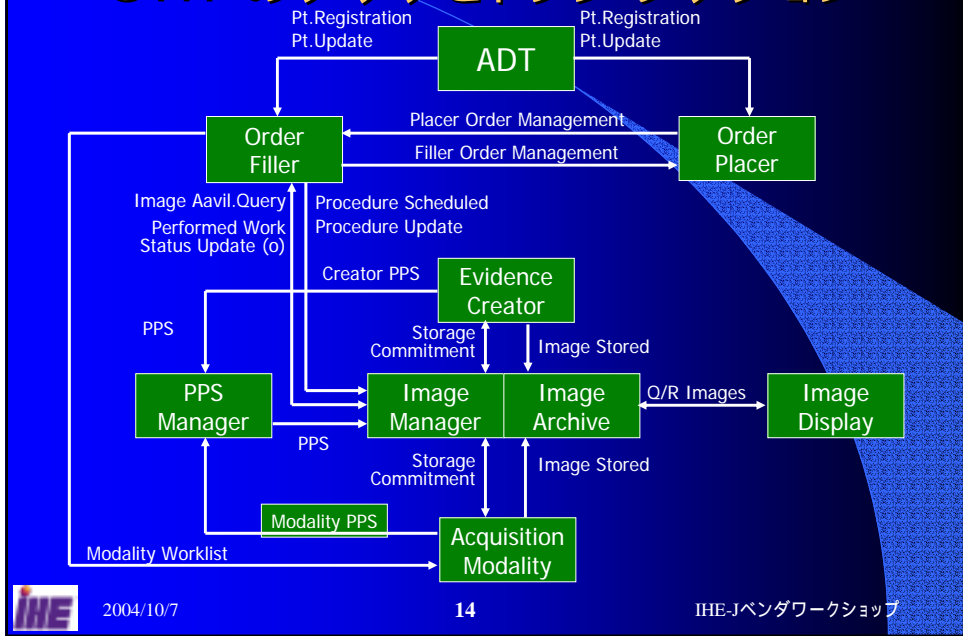 Pt.Registration
Pt.Update
Pt.Registration
Pt.Update
ADT
Placer Order Management
Order
Filler
Order
Placer
Filler Order Management
Image Aavil.Query
Performed Work
Status Update (o)
Procedure Scheduled
Procedure Update
Creator PPS
Evidence
Creator
PPS
Storage
Commitment
Image Stored
PPS
Manager
Image
Manager
Image
Archive
Q/R Images
Image
Display
PPS
Storage
Commitment
Image Stored
Modality PPS
Acquisition
Modality
Modality Worklist
IHE
2004/10/7
14
IHE-Jベンダワークショップ